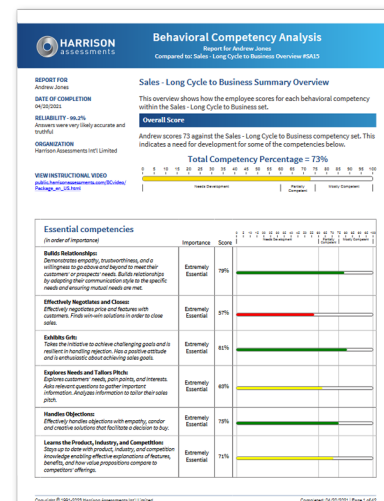 HARRISON
assessments
Behavioral Competency Analysis
Report for Andrew Jones
Compared to: Sales - Long Cycle to Business Overview #SA15
REPORT FOR
Andrew Jones
DATE OF COMPLETION
04/20/2021
RELIABILITY - 99.2%
Answers were very likely accurate and
truthful
ORGANIZATION
Harrison Assessments Int'l Limited
VIEW INSTRUCTIONAL VIDEO
public.harrisonassessments.com/BCvideo/
Package_en_US.html
Sales - Long Cycle to Business Summary Overview
This overview shows how the employee scores for each behavioral competency
within the Sales - Long Cycle to Business set.
Overall Score
Andrew scores 73 against the Sales - Long Cycle to Business competency set. This
indicates a need for development for some of the competencies below.
Total Competency Percentage = 73%
0 5 10 15 20 25 30 35 40 45 50 55 60 65 70 75 80 85 90 95 100
Needs Development
Partially
Competent
Mostly Competent
Essential competencies
(in order of importance)
Importance
Score
Needs Development
Partially
Competent
Mostly Competent
Builds Relationships:
Demonstrates empathy, trustworthiness, and a
willingness to go above and beyond to meet their
customers' or prospects' needs. Builds relationships
by adapting their communication style to the specific
needs and ensuring mutual needs are met.
Extremely
Essential
79%
Effectively Negotiates and Closes:
Effectively negotiates price and features with
customers. Finds win-win solutions in order to close
sales.
Extremely
Essential
57%
Exhibits Grit:
Takes the initiative to achieve challenging goals and is
resilient in handling rejection. Has a positive attitude
and is enthusiastic about achieving sales goals.
Extremely
Essential
81%
Explores Needs and Tailors Pitch:
Explores customers' needs, pain points, and interests.
Asks relevant questions to gather important
information. Analyzes information to tailor their sales
pitch.
Extremely
Essential
Handles Objections:
Effectively handles objections with empathy, candor
and creative solutions that facilitate a decision to buy.
Extremely
Essential
Learns the Product, Industry, and Competition:
Stays up to date with product, industry, and competition
knowledge enabling effective explanations of features,
benefits, and how value propositions compare to
competitors' offerings.
Extremely
Essential
71%